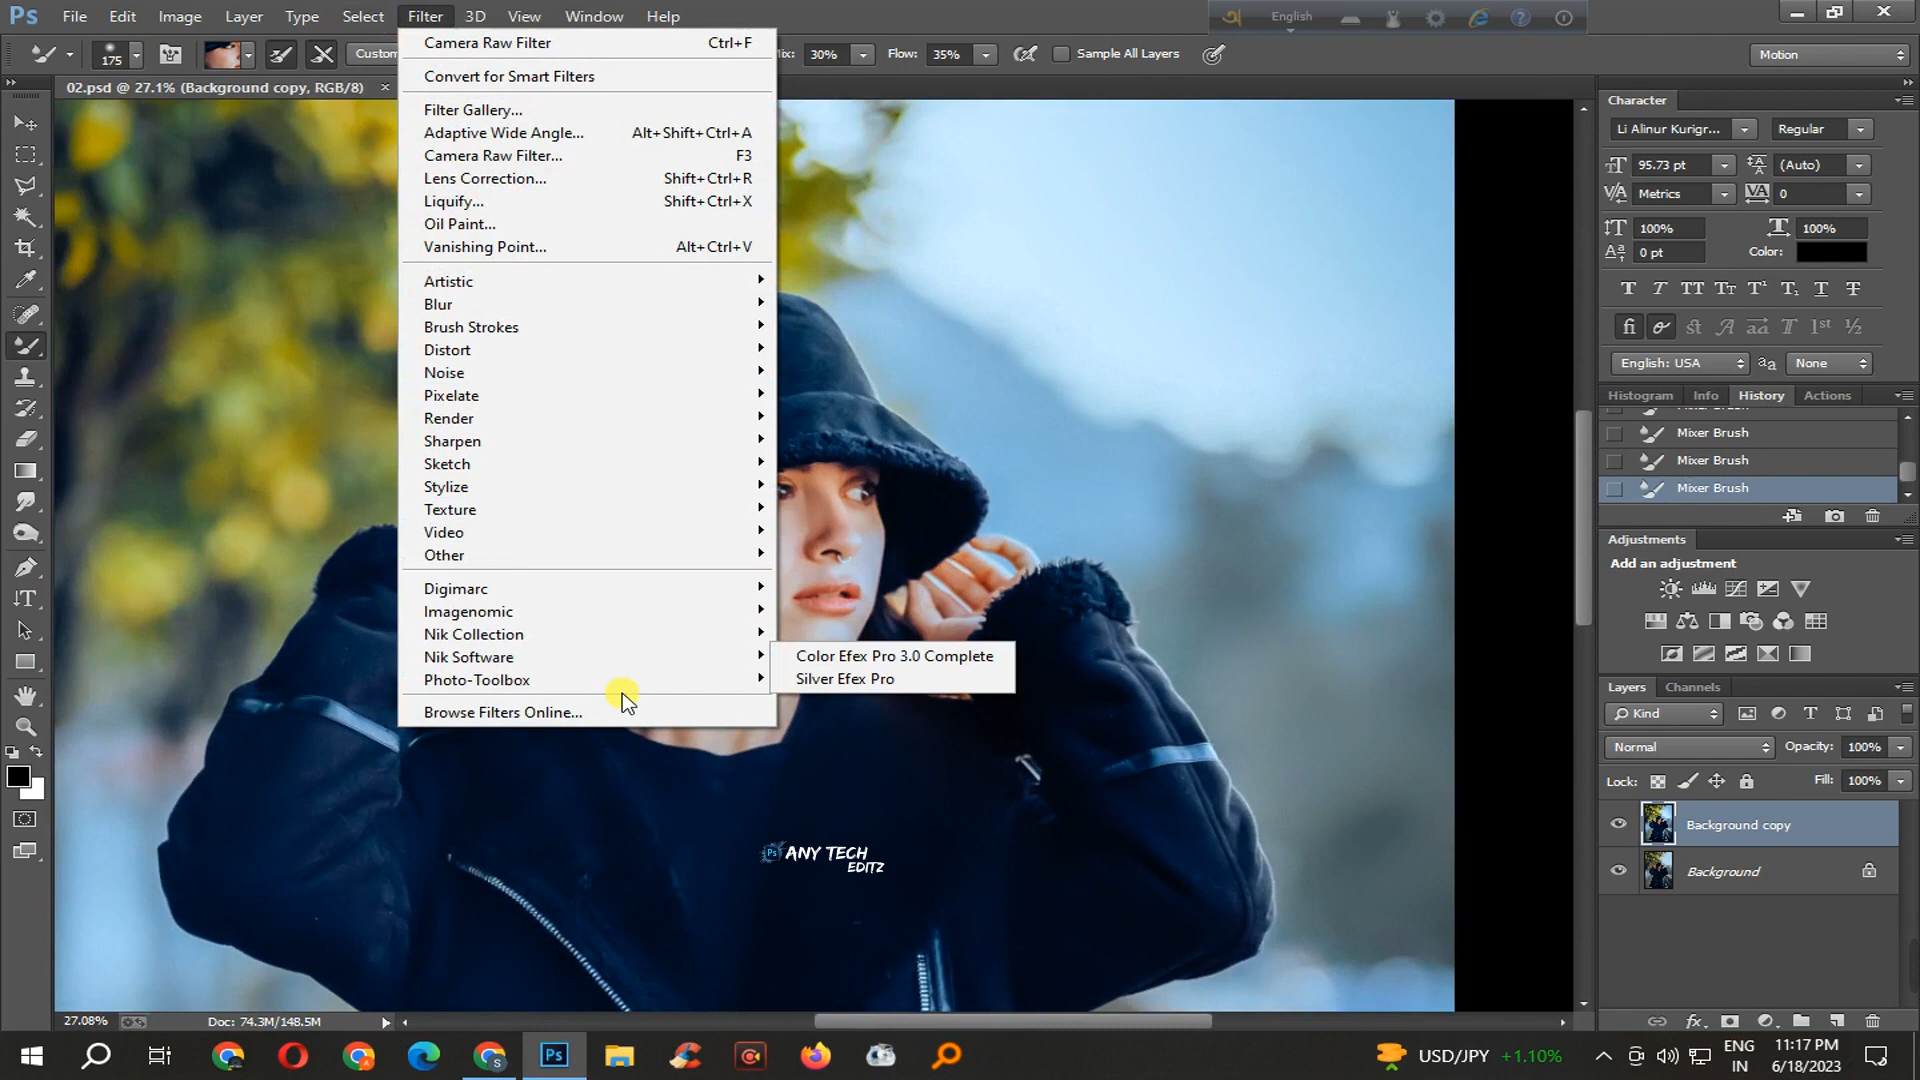 Ps File Edit Image Layer Type Select Filter 3D View Window Help
English
175 Custom Mix: 30% Flow: 35% Sample All Layers Motion
02.psd @ 27.1% (Background copy, RGB/8) ×
Camera Raw Filter Ctrl+F
Convert for Smart Filters
Filter Gallery...
Adaptive Wide Angle... Alt+Shift+Ctrl+A
Camera Raw Filter... F3
Lens Correction... Shift+Ctrl+R
Liquify... Shift+Ctrl+X
Oil Paint...
Vanishing Point... Alt+Ctrl+V
Artistic
Blur
Brush Strokes
Distort
Noise
Pixelate
Render
Sharpen
Sketch
Stylize
Texture
Video
Other
Digimarc
Imagenomic
Nik Collection
Nik Software
Photo-Toolbox
Browse Filters Online...
Color Efex Pro 3.0 Complete
Silver Efex Pro
Ps ANY TECH
EDITZ
Character
Li Alinur Kurigr... Regular
95.73 pt (Auto)
Metrics 0
100% 100%
0 pt Color:
English: USA aa None
Histogram Info History Actions
Mixer Brush
Mixer Brush
Mixer Brush
Adjustments
Add an adjustment
Layers Channels
Kind
Normal Opacity: 100%
Lock: Fill: 100%
Background copy
Background
27.08% Doc: 74.3M/148.5M
Ps USD/JPY +1.10% ENG 11:17 PM
IN 6/18/2023